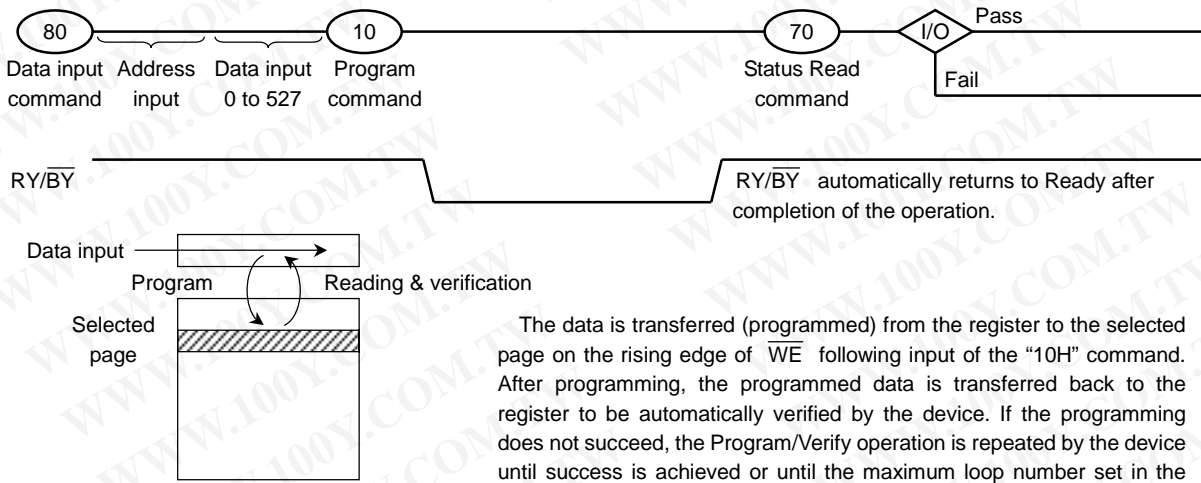 80
10
70
I/O
Pass
Data input
command
Address
input
Data input
0 to 527
Program
command
Status Read
command
Fail
RY/BY
RY/BY automatically returns to Ready after
completion of the operation.
Data input
Program
Reading & verification
Selected
page
The data is transferred (programmed) from the register to the selected
page on the rising edge of WE following input of the “10H” command.
After programming, the programmed data is transferred back to the
register to be automatically verified by the device. If the programming
does not succeed, the Program/Verify operation is repeated by the device
until success is achieved or until the maximum loop number set in the
WWW.100Y.COM.TW